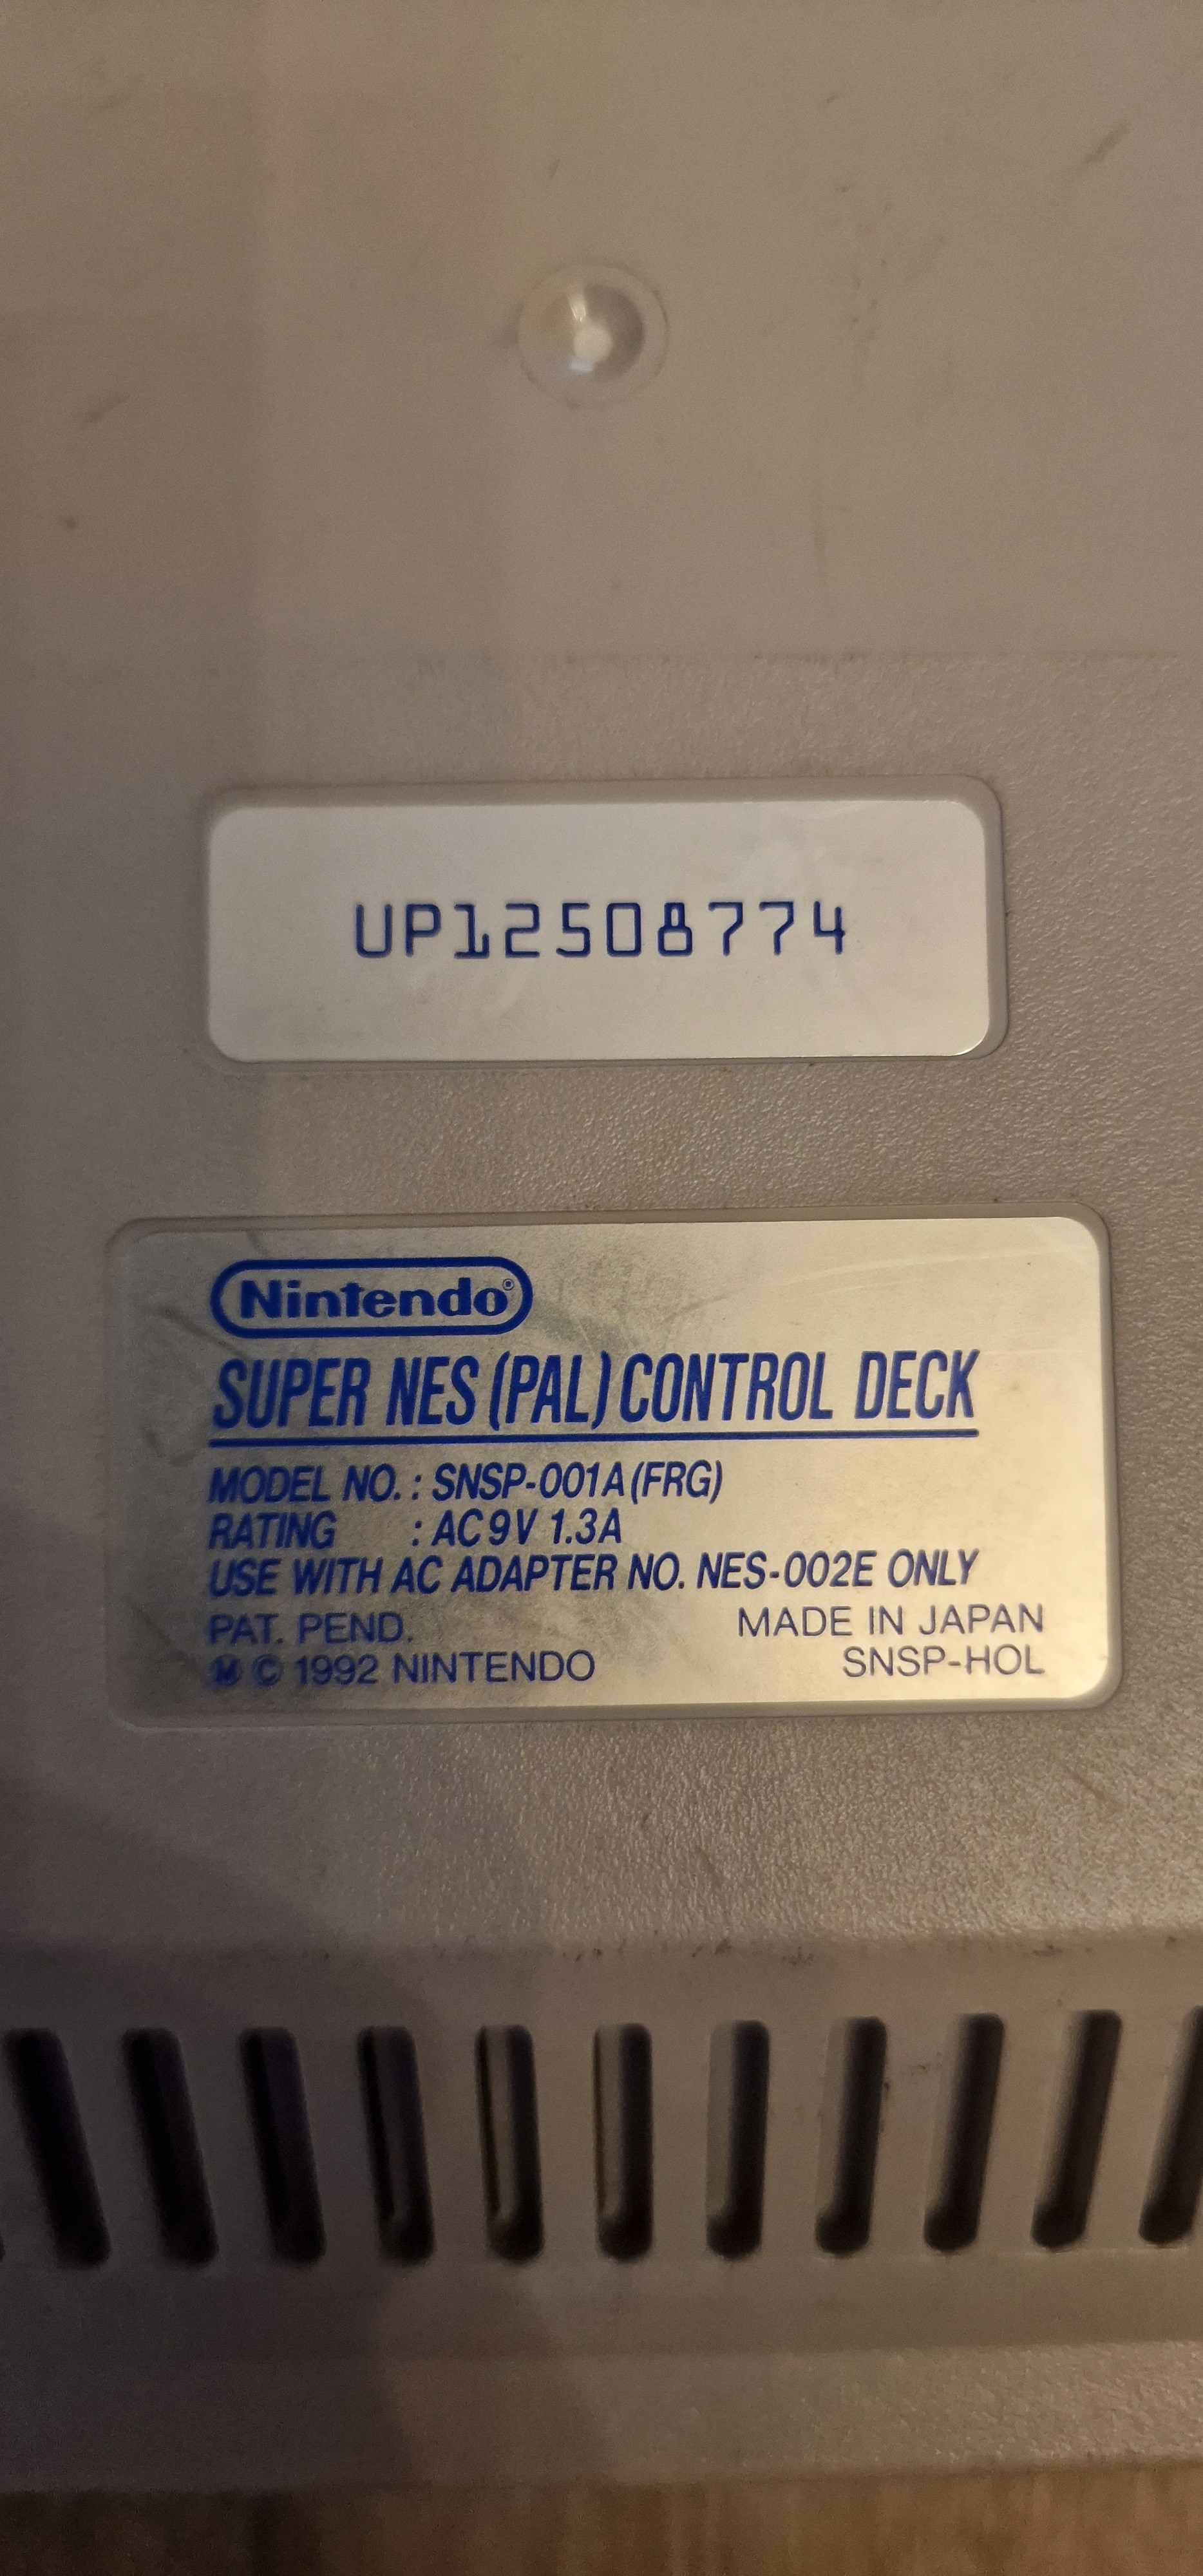 UP12508774
Nintendo®
SUPER NES (PAL) CONTROL DECK
MODEL NO. : SNSP-001A(FRG)
RATING : AC 9V 1.3A
USE WITH AC ADAPTER NO. NES-002E ONLY
PAT. PEND. MADE IN JAPAN
Ⓜ © 1992 NINTENDO SNSP-HOL